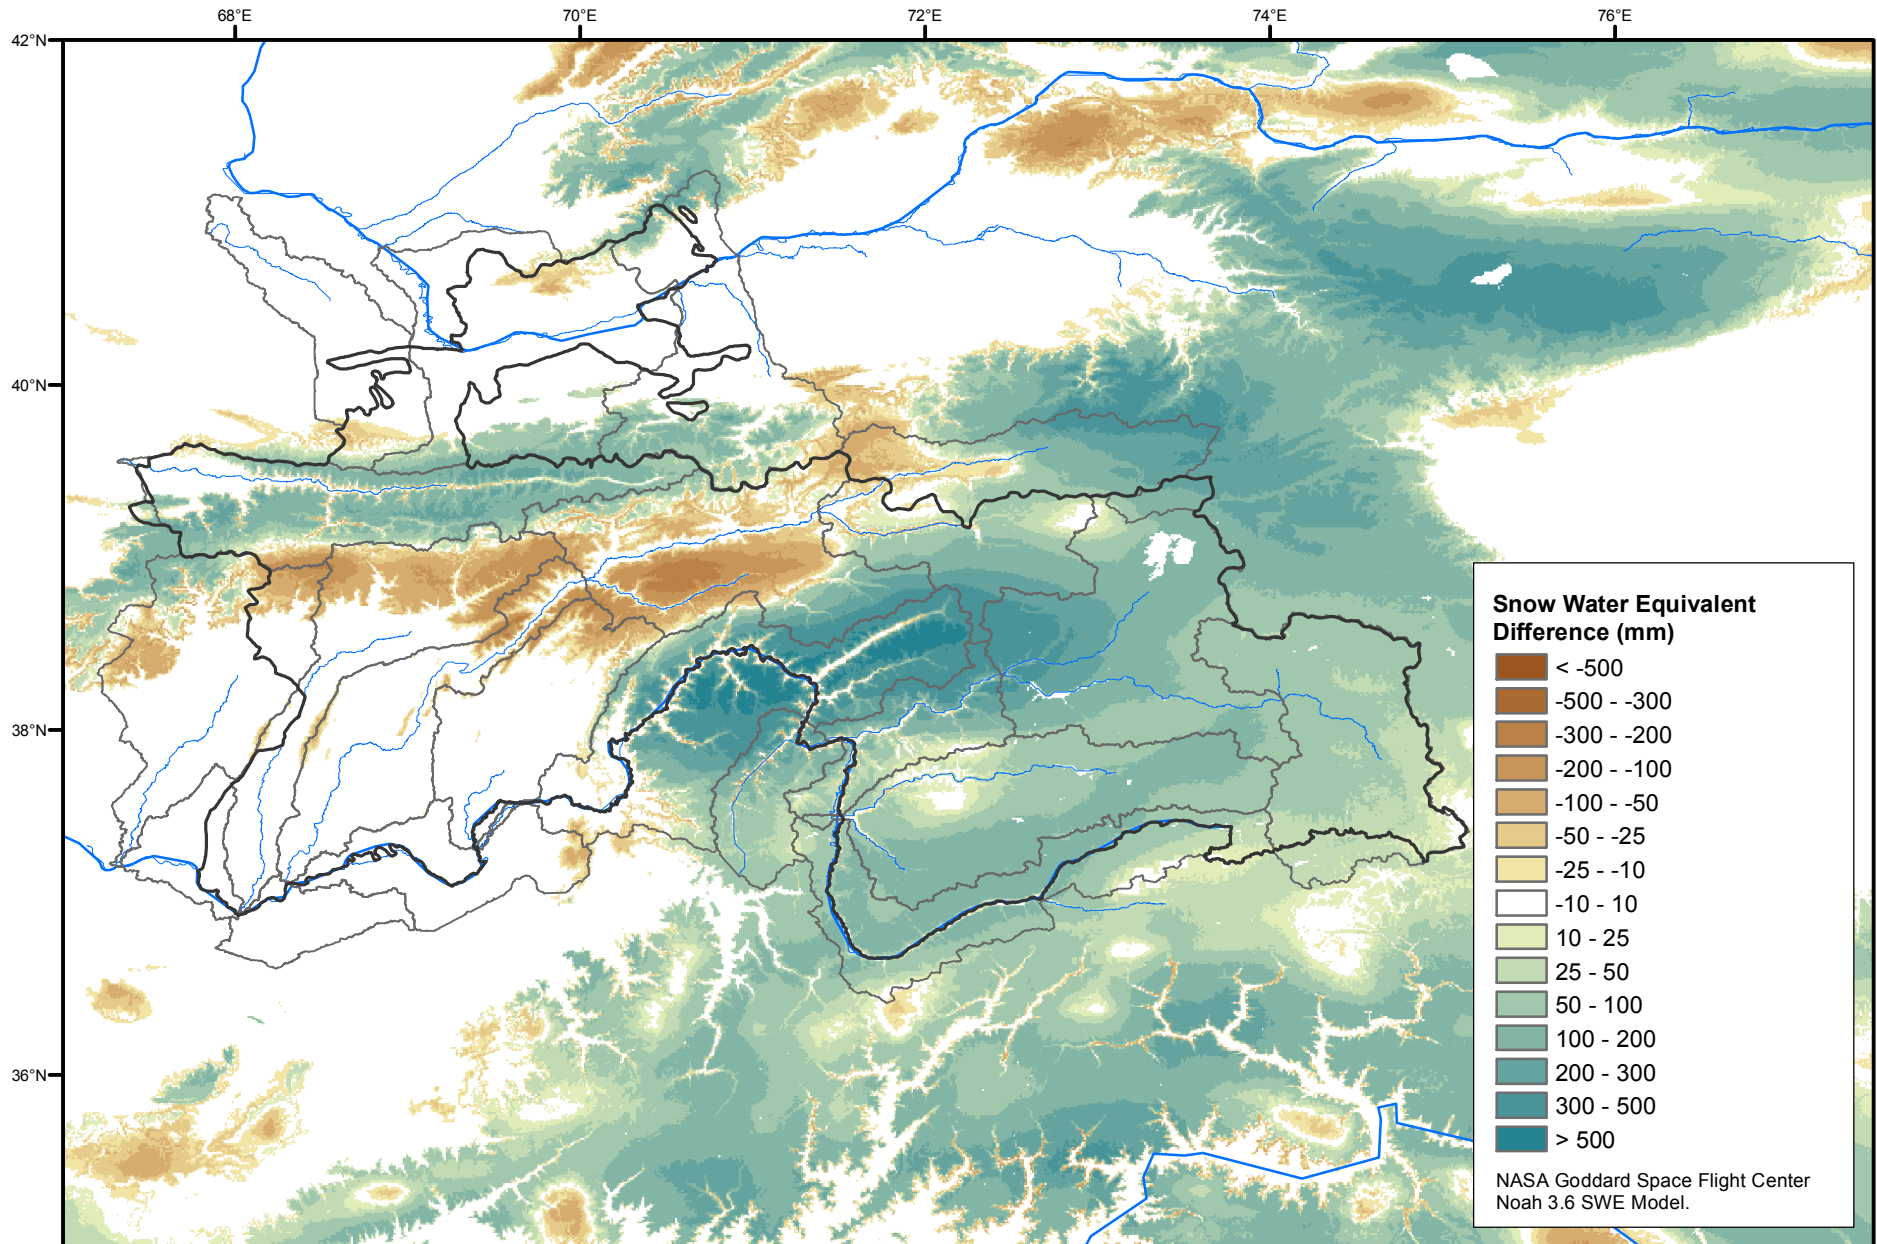 68°E
70°E
72°E
74°E
76°E
42°N
40°N
38°N
36°N
Snow Water Equivalent
Difference (mm)
< -500
-500 - -300
-300 - -200
-200 - -100
-100 - -50
-50 - -25
-25 - -10
-10 - 10
10 - 25
25 - 50
50 - 100
100 - 200
200 - 300
300 - 500
> 500
NASA Goddard Space Flight Center
Noah 3.6 SWE Model.